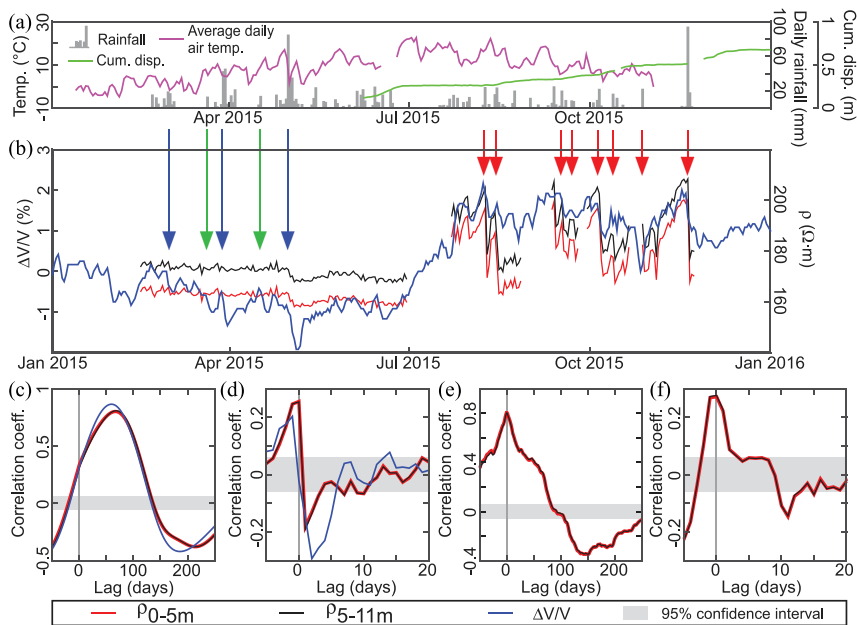 (a)
30
20
10
-10
Temp. (°C)
Rainfall
Average daily
air temp.
Cum. disp.
100
80
60
40
Daily rainfall (mm)
1
0.5
0
Cum. disp. (m)
Apr 2015
Jul 2015
Oct 2015
(b)
3
2
1
0
-1
ΔV/V (%)
200
180
160
ρ (Ω·m)
Jan 2015
Apr 2015
Jul 2015
Oct 2015
Jan 2016
(c)
1
0.5
0
-0.5
Correlation coeff.
0
100
200
Lag (days)
(d)
0.2
0
-0.2
Correlation coeff.
0
10
20
Lag (days)
(e)
0.8
0.4
0
-0.4
Correlation coeff.
0
100
200
Lag (days)
(f)
0.2
0
-0.2
Correlation coeff.
0
10
20
Lag (days)
ρ0-5m
ρ5-11m
ΔV/V
95% confidence interval